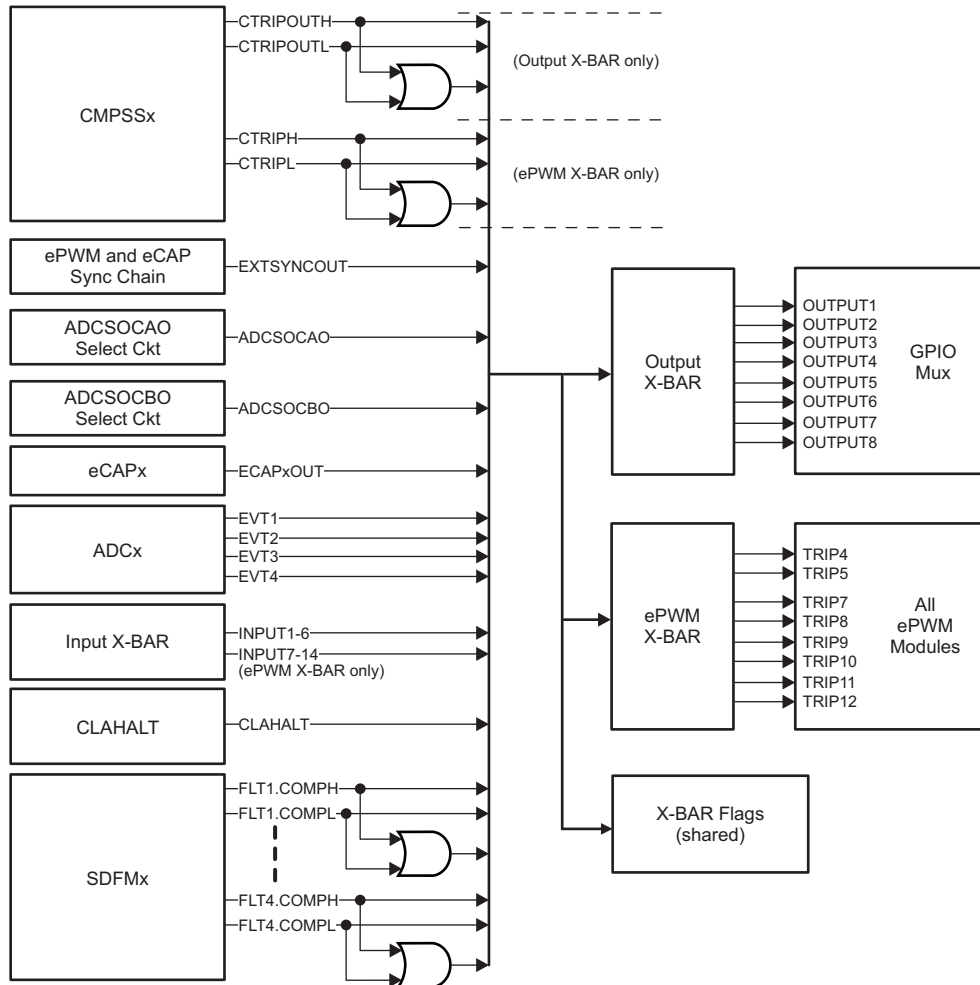 CTRIPOUTH
CTRIPOUTL
(Output X-BAR only)
CMPSSx
CTRIPH
CTRIPL
(ePWM X-BAR only)
ePWM and eCAP
Sync Chain
EXTSYNCOUT
ADCSOCAO
Select Ckt
ADCSOCAO
ADCSOCBO
Select Ckt
ADCSOCBO
eCAPx
ECAPxOUT
ADCx
EVT1
EVT2
EVT3
EVT4
Input X-BAR
INPUT1-6
INPUT7-14
(ePWM X-BAR only)
CLAHALT
CLAHALT
SDFMx
FLT1.COMPH
FLT1.COMPL
FLT4.COMPH
FLT4.COMPL
Output
X-BAR
OUTPUT1
OUTPUT2
OUTPUT3
OUTPUT4
OUTPUT5
OUTPUT6
OUTPUT7
OUTPUT8
GPIO
Mux
ePWM
X-BAR
TRIP4
TRIP5
TRIP7
TRIP8
TRIP9
TRIP10
TRIP11
TRIP12
All
ePWM
Modules
X-BAR Flags
(shared)